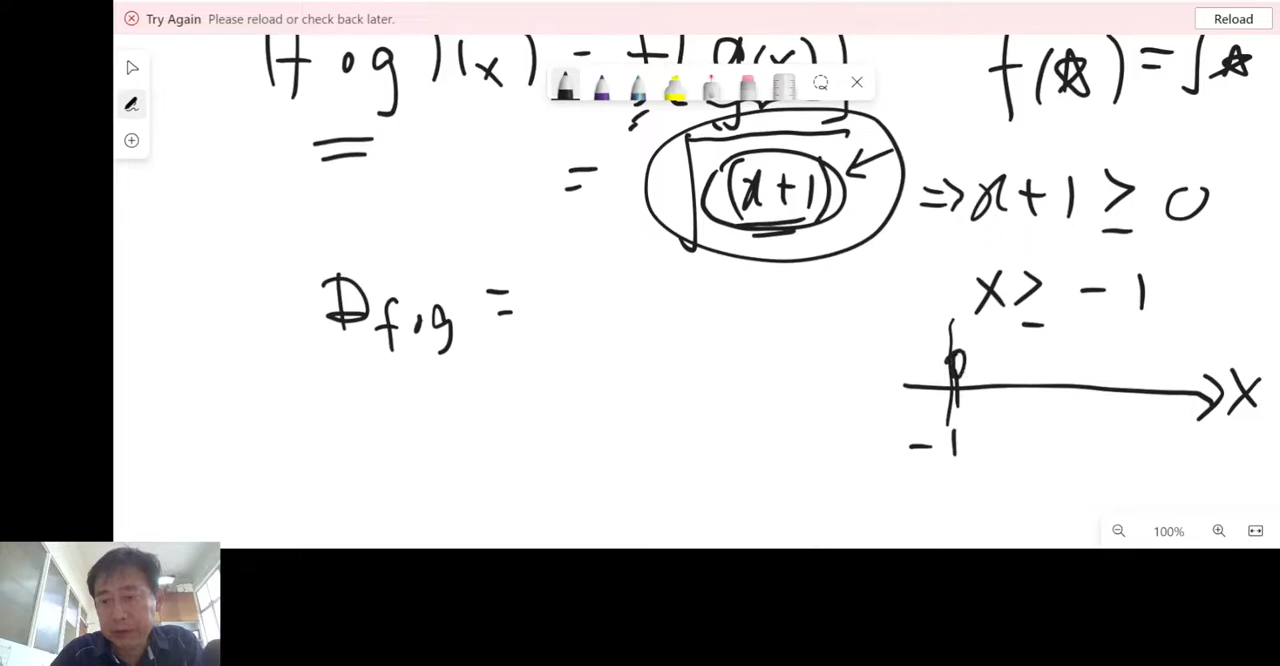 Try Again Please reload or check back later. Reload
(f o g)(x) = f(g(x)) f(☆) = √☆
= √(x+1) => x+1 ≥ 0
D f∘g = x ≥ -1
x
-1
100%